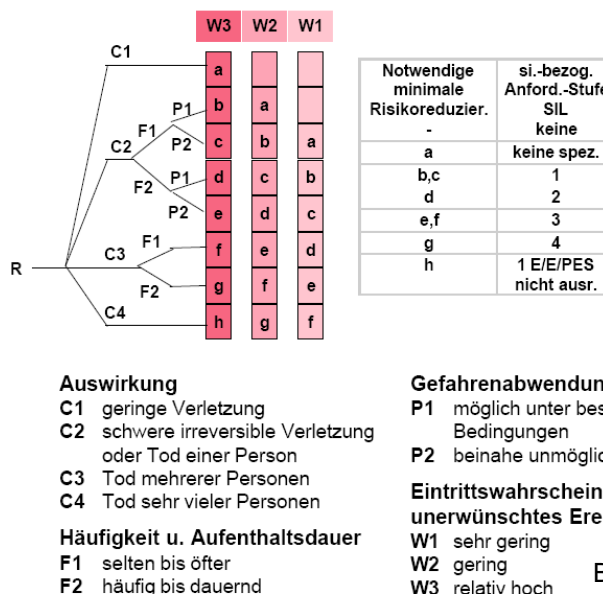 W3 W2 W1
C1
a
P1 b a
F1
C2 P2 c b a
P1 d c b
F2
P2 e d c
F1 f e d
R C3
F2 g f e
C4 h g f
Notwendige minimale Risikoreduzier.
si.-bezog. Anford.-Stufe SIL
- keine
a keine spez.
b,c 1
d 2
e,f 3
g 4
h 1 E/E/PES nicht ausr.
Auswirkung
C1 geringe Verletzung
C2 schwere irreversible Verletzung
oder Tod einer Person
C3 Tod mehrerer Personen
C4 Tod sehr vieler Personen
Häufigkeit u. Aufenthaltsdauer
F1 selten bis öfter
F2 häufig bis dauernd
Gefahrenabwendun
P1 möglich unter bes
Bedingungen
P2 beinahe unmöglic
Eintrittswahrschein
unerwünschtes Ere
W1 sehr gering
W2 gering
W3 relativ hoch
E